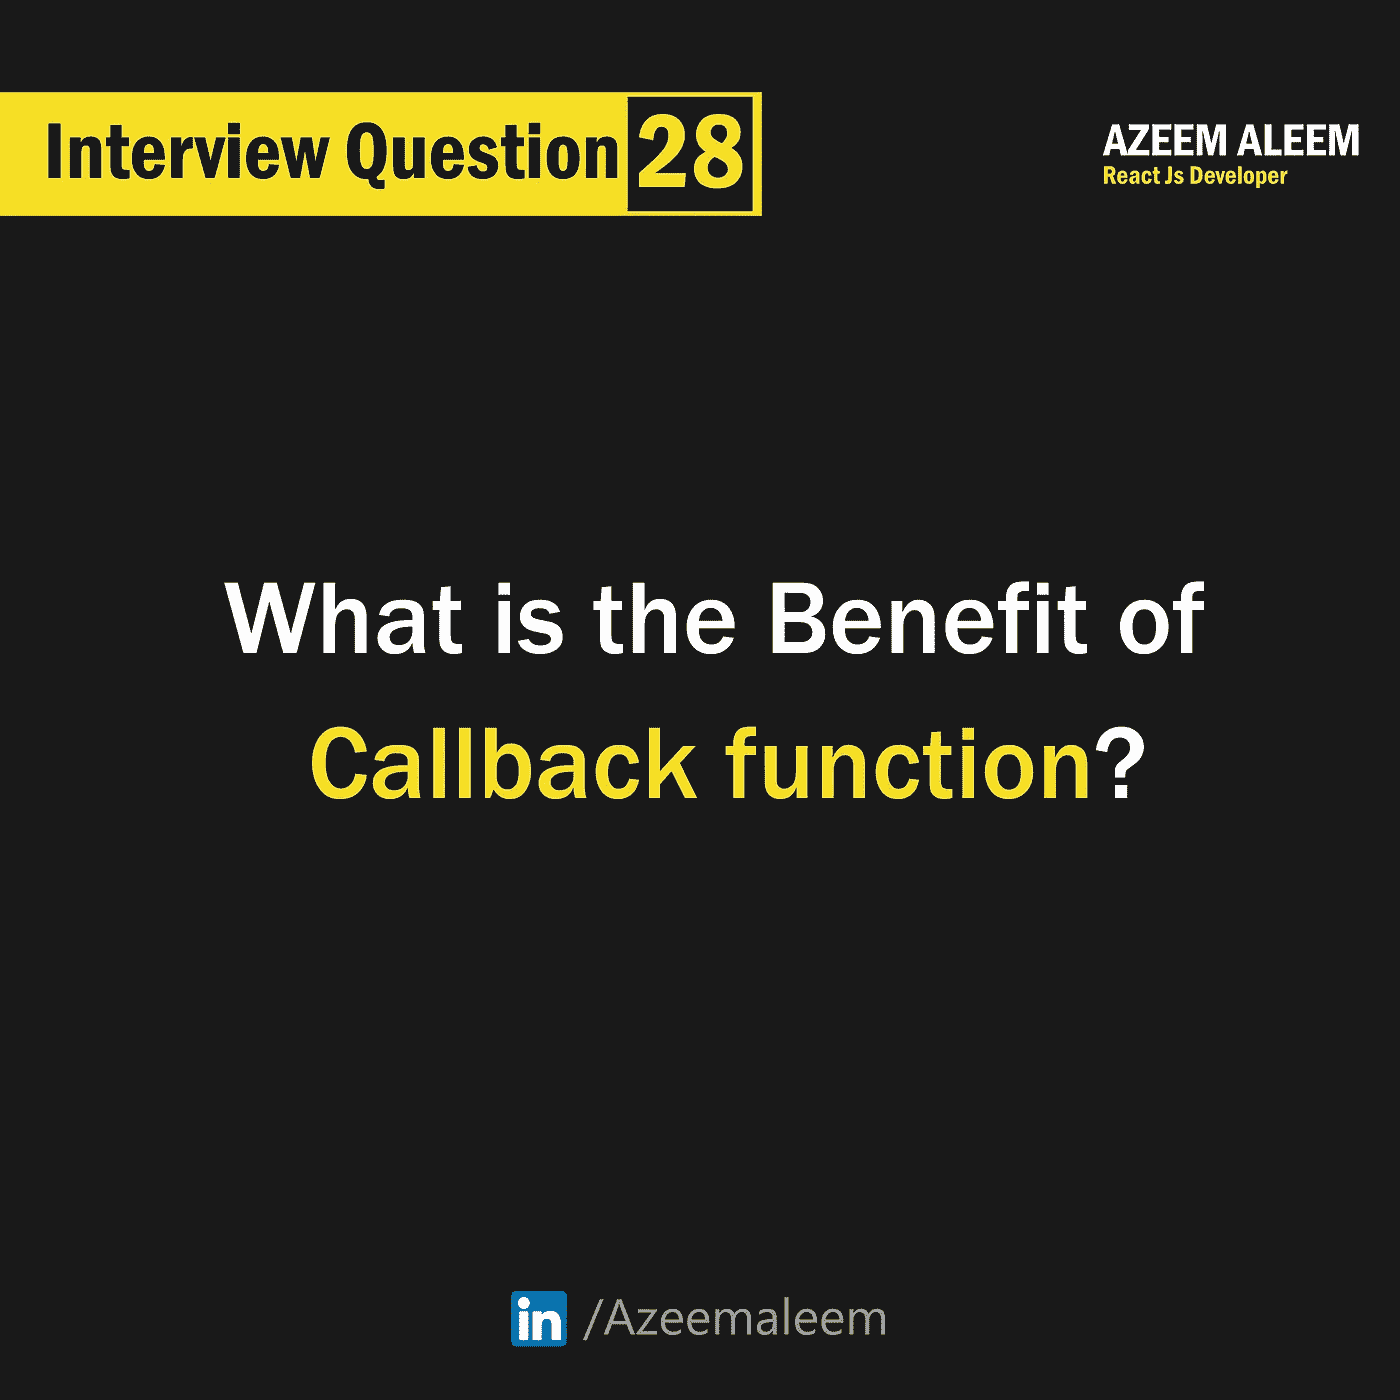 Interview Question 28
AZEEM ALEEM
React Js Developer
What is the Benefit of
Callback function?
in /Azeemaleem